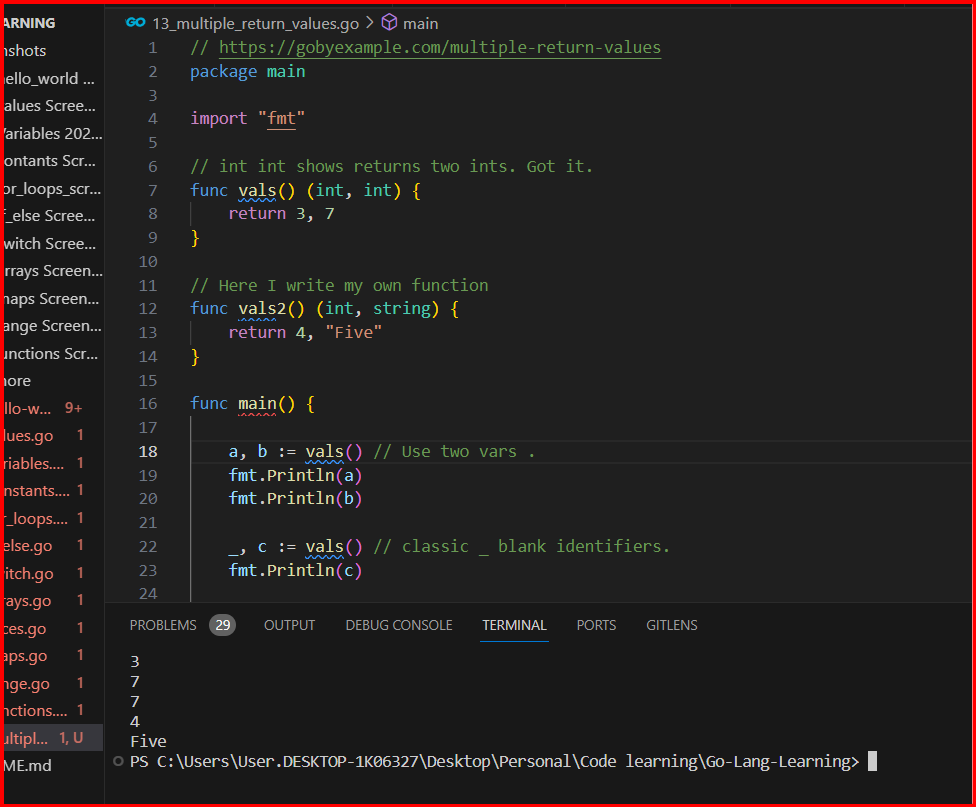 ARNING
nshots
ello_world ...
alues Scree...
ariables 202...
ontants Scr...
or_loops_scr...
f_else Scree...
witch Scree...
rrays Screen...
naps Screen...
ange Screen...
unctions Scr...
nore
llo-w... 9+
lues.go 1
riables.... 1
nstants.... 1
r_loops.... 1
else.go 1
vitch.go 1
rays.go 1
ces.go 1
aps.go 1
nge.go 1
nctions.... 1
ultipl... 1, U
ME.md
GO 13_multiple_return_values.go > main
1 // https://gobyexample.com/multiple-return-values
2 package main
3
4 import "fmt"
5
6 // int int shows returns two ints. Got it.
7 func vals() (int, int) {
8 return 3, 7
9 }
10
11 // Here I write my own function
12 func vals2() (int, string) {
13 return 4, "Five"
14 }
15
16 func main() {
17
18 a, b := vals() // Use two vars .
19 fmt.Println(a)
20 fmt.Println(b)
21
22 _, c := vals() // classic _ blank identifiers.
23 fmt.Println(c)
24
PROBLEMS 29 OUTPUT DEBUG CONSOLE TERMINAL PORTS GITLENS
3
7
7
4
Five
PS C:\Users\User.DESKTOP-1K06327\Desktop\Personal\Code learning\Go-Lang-Learning>